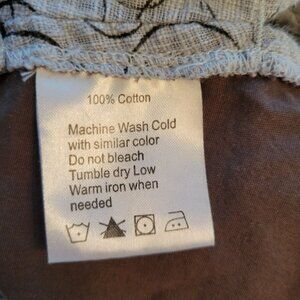 100% Cotton
Machine Wash Cold
with similar color
Do not bleach
Tumble dry Low
Warm iron when
needed